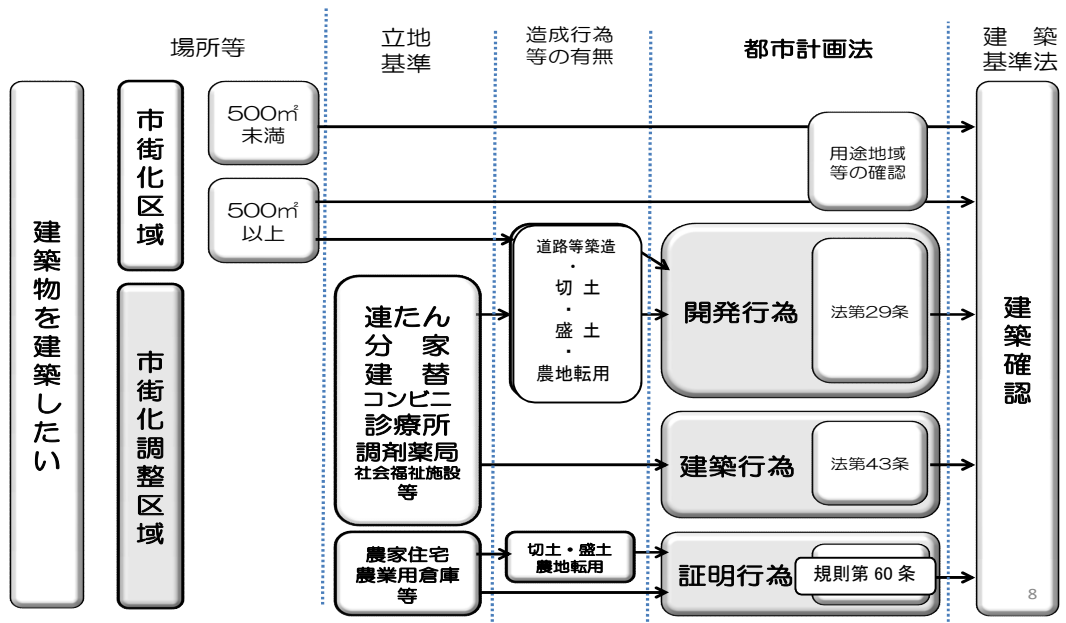 場所等
立地
基準
造成行為
等の有無
都市計画法
建　築
基準法
建築物を建築したい
市街化区域
500㎡
未満
500㎡
以上
用途地域
等の確認
市街化調整区域
連たん
分　家
建　替
コンビニ
診療所
調剤薬局
社会福祉施設
等
道路等築造
・
切　土
・
盛　土
・
農地転用
開発行為
法第29条
建築行為
法第43条
農家住宅
農業用倉庫
等
切土・盛土
農地転用
証明行為
規則第 60 条
建築確認
8